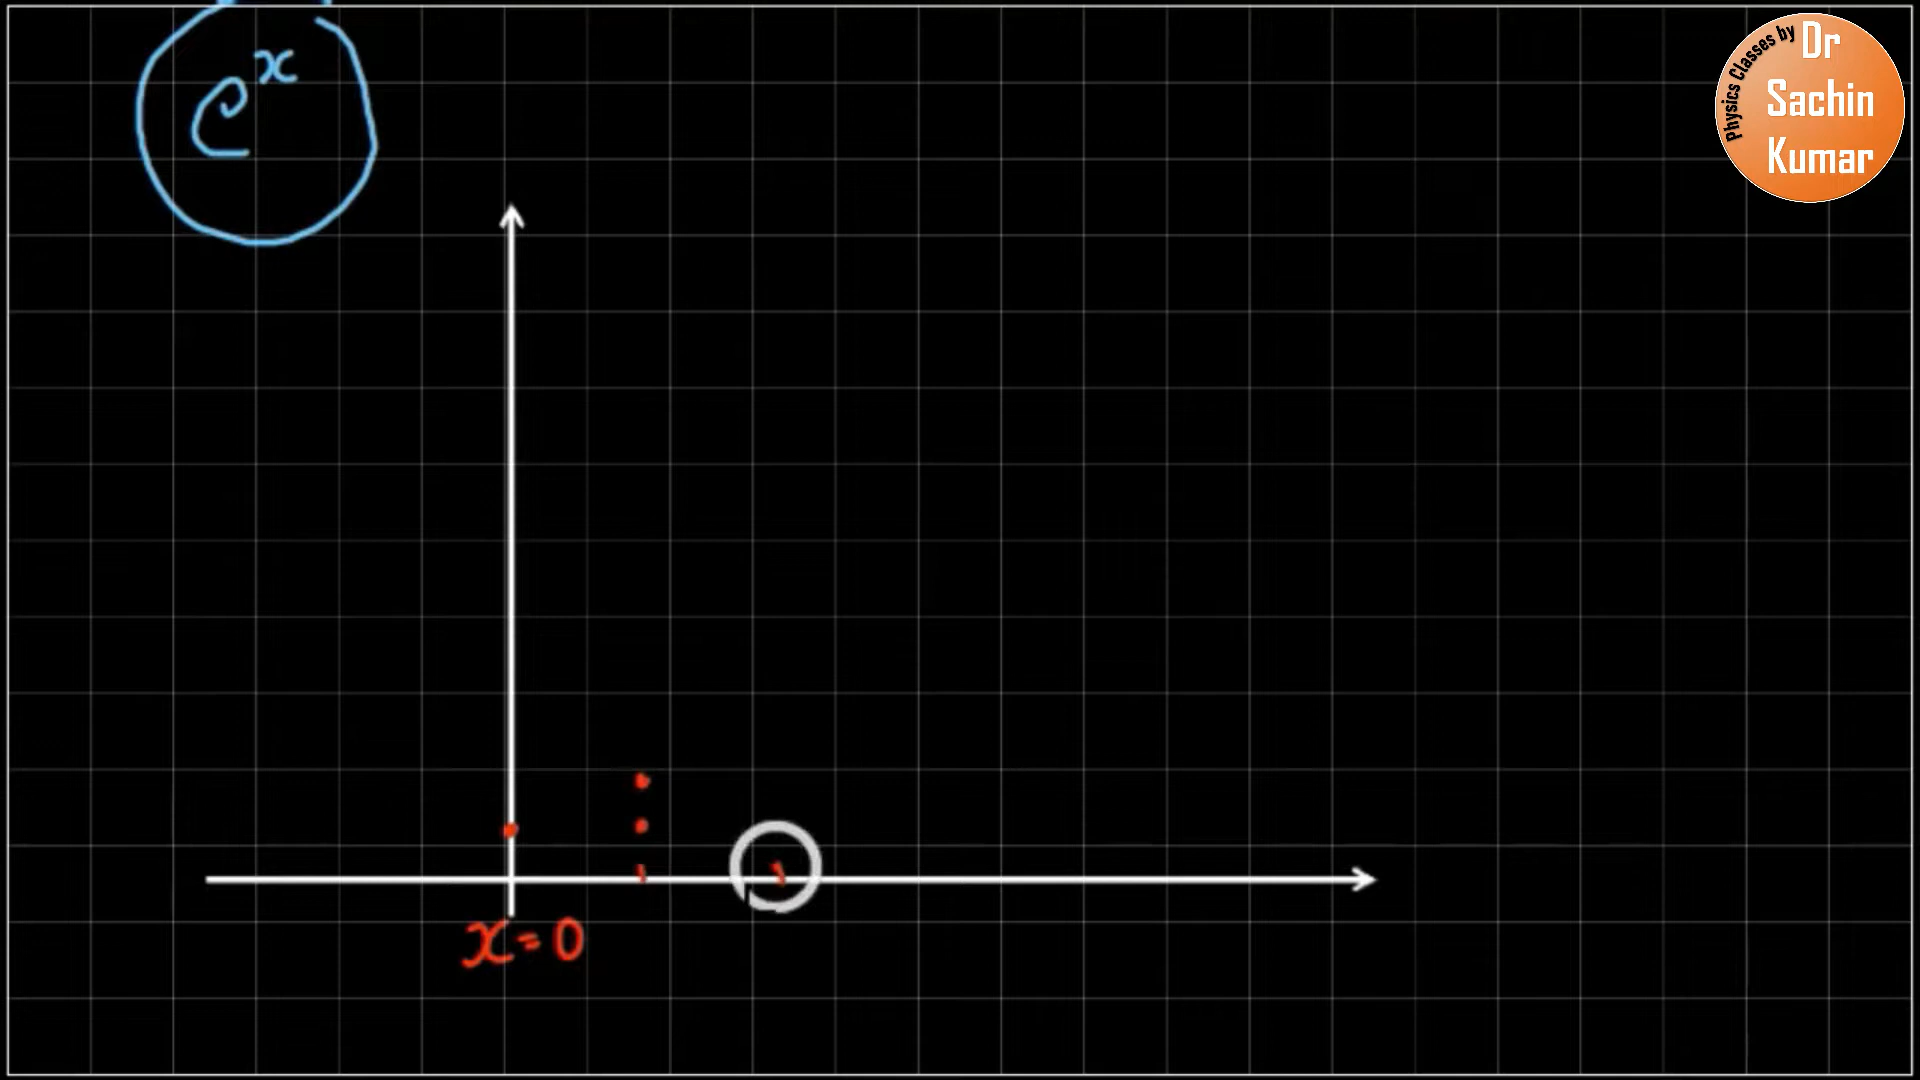 e^x
Physics Classes by
Dr
Sachin
Kumar
x=0